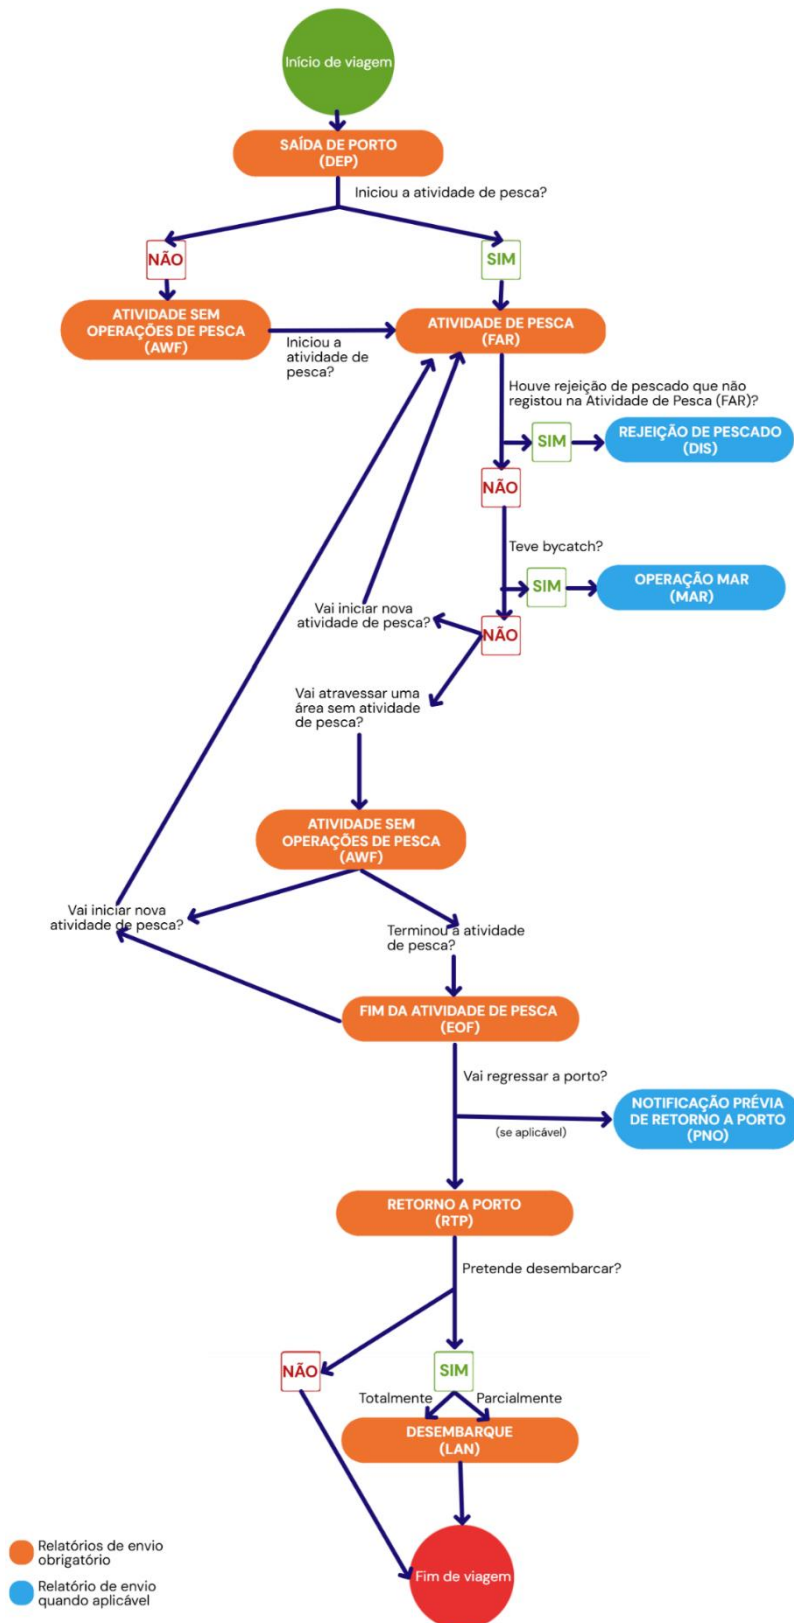 Início de viagem
SAÍDA DE PORTO
(DEP)
Iniciou a atividade de pesca?
NÃO
SIM
ATIVIDADE SEM
OPERAÇÕES DE PESCA
(AWF)
Iniciou a
atividade de
pesca?
ATIVIDADE DE PESCA
(FAR)
Houve rejeição de pescado que não
registou na Atividade de Pesca (FAR)?
SIM
REJEIÇÃO DE PESCADO
(DIS)
NÃO
Teve bycatch?
SIM
OPERAÇÃO MAR
(MAR)
Vai iniciar nova
atividade de pesca?
NÃO
Vai atravessar uma
área sem atividade
de pesca?
ATIVIDADE SEM
OPERAÇÕES DE PESCA
(AWF)
Vai iniciar nova
atividade de pesca?
Terminou a atividade
de pesca?
FIM DA ATIVIDADE DE PESCA
(EOF)
Vai regressar a porto?
(se aplicável)
NOTIFICAÇÃO PRÉVIA
DE RETORNO A PORTO
(PNO)
RETORNO A PORTO
(RTP)
Pretende desembarcar?
NÃO
SIM
Totalmente
Parcialmente
DESEMBARQUE
(LAN)
Fim de viagem
Relatórios de envio
obrigatório
Relatório de envio
quando aplicável